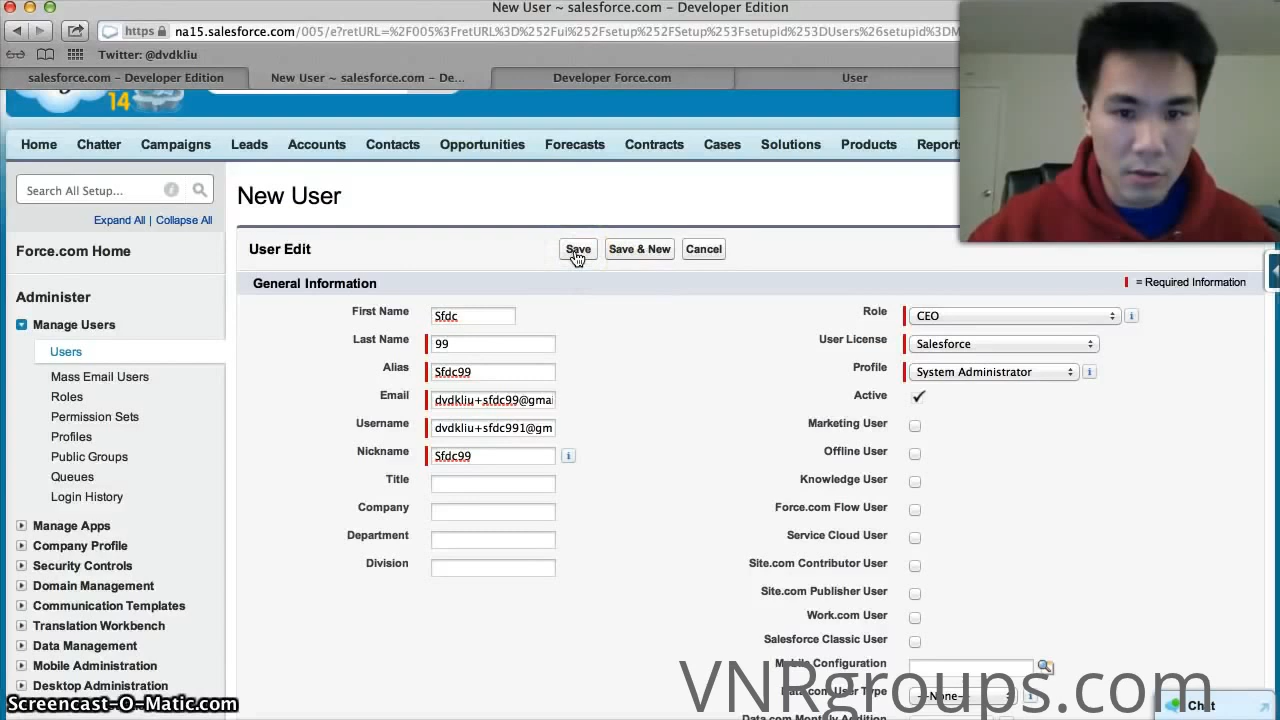 New User ~ salesforce.com – Developer Edition
https na15.salesforce.com/005/e?retURL=%2F005%3FretURL%3D%252Fui%252Fsetup%252FSetup%253Fsetupid%253DUsers%26setupid%3DM
Twitter: @dvdkliu
salesforce.com – Developer Edition
New User ~ salesforce.com – De...
Developer Force.com
User
14
Home
Chatter
Campaigns
Leads
Accounts
Contacts
Opportunities
Forecasts
Contracts
Cases
Solutions
Products
Reports
Search All Setup...
Expand All | Collapse All
Force.com Home
Administer
Manage Users
Users
Mass Email Users
Roles
Permission Sets
Profiles
Public Groups
Queues
Login History
Manage Apps
Company Profile
Security Controls
Domain Management
Communication Templates
Translation Workbench
Data Management
Mobile Administration
Desktop Administration
New User
User Edit
Save
Save & New
Cancel
General Information
= Required Information
First Name Sfdc
Last Name 99
Alias Sfdc99
Email dvdkliu+sfdc99@gmai
Username dvdkliu+sfdc991@gm
Nickname Sfdc99
Title
Company
Department
Division
Role CEO
User License Salesforce
Profile System Administrator
Active
Marketing User
Offline User
Knowledge User
Force.com Flow User
Service Cloud User
Site.com Contributor User
Site.com Publisher User
Work.com User
Salesforce Classic User
Mobile Configuration
Data.com User Type --None--
Data.com Monthly Addition
Chat
VNRgroups.com
Screencast-O-Matic.com